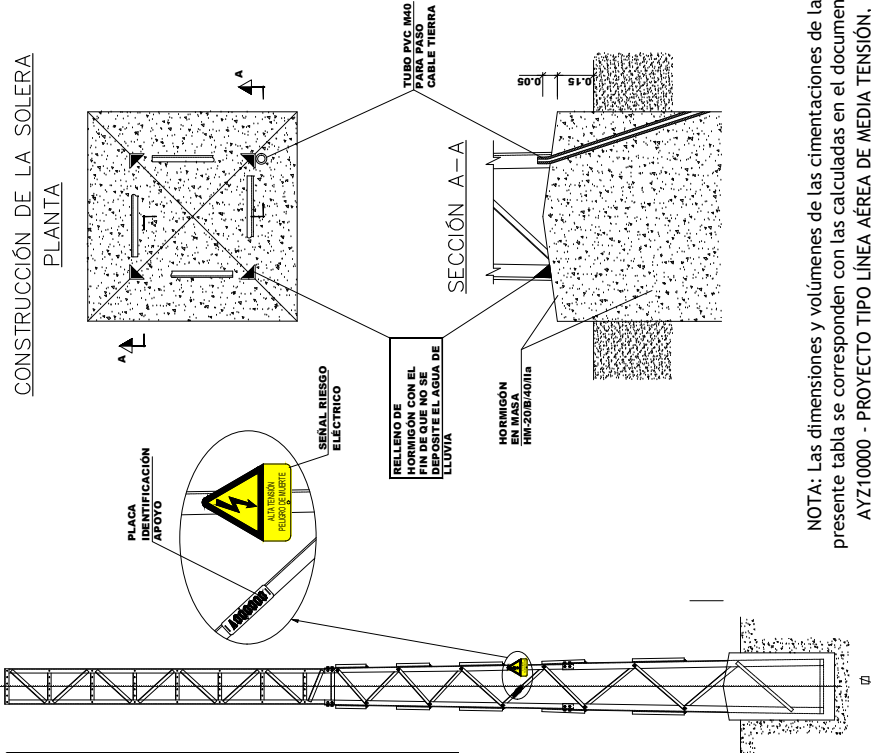 CONSTRUCCIÓN DE LA SOLERA
PLANTA
A
A
TUBO PVC M40
PARA PASO
CABLE TIERRA
SECCIÓN A-A
0.05
0.15
RELLENO DE
HORMIGÓN CON EL
FIN DE QUE NO SE
DEPOSITE EL AGUA DE
LLUVIA
HORMIGÓN
EN MASA
HM-20/B/40/IIa
PLACA
IDENTIFICACIÓN
APOYO
SEÑAL RIESGO
ELÉCTRICO
ALTA TENSIÓN
PELIGRO DE MUERTE
NOTA: Las dimensiones y volúmenes de las cimentaciones de la
presente tabla se corresponden con las calculadas en el documen
AYZ10000 - PROYECTO TIPO LÍNEA AÉREA DE MEDIA TENSIÓN.